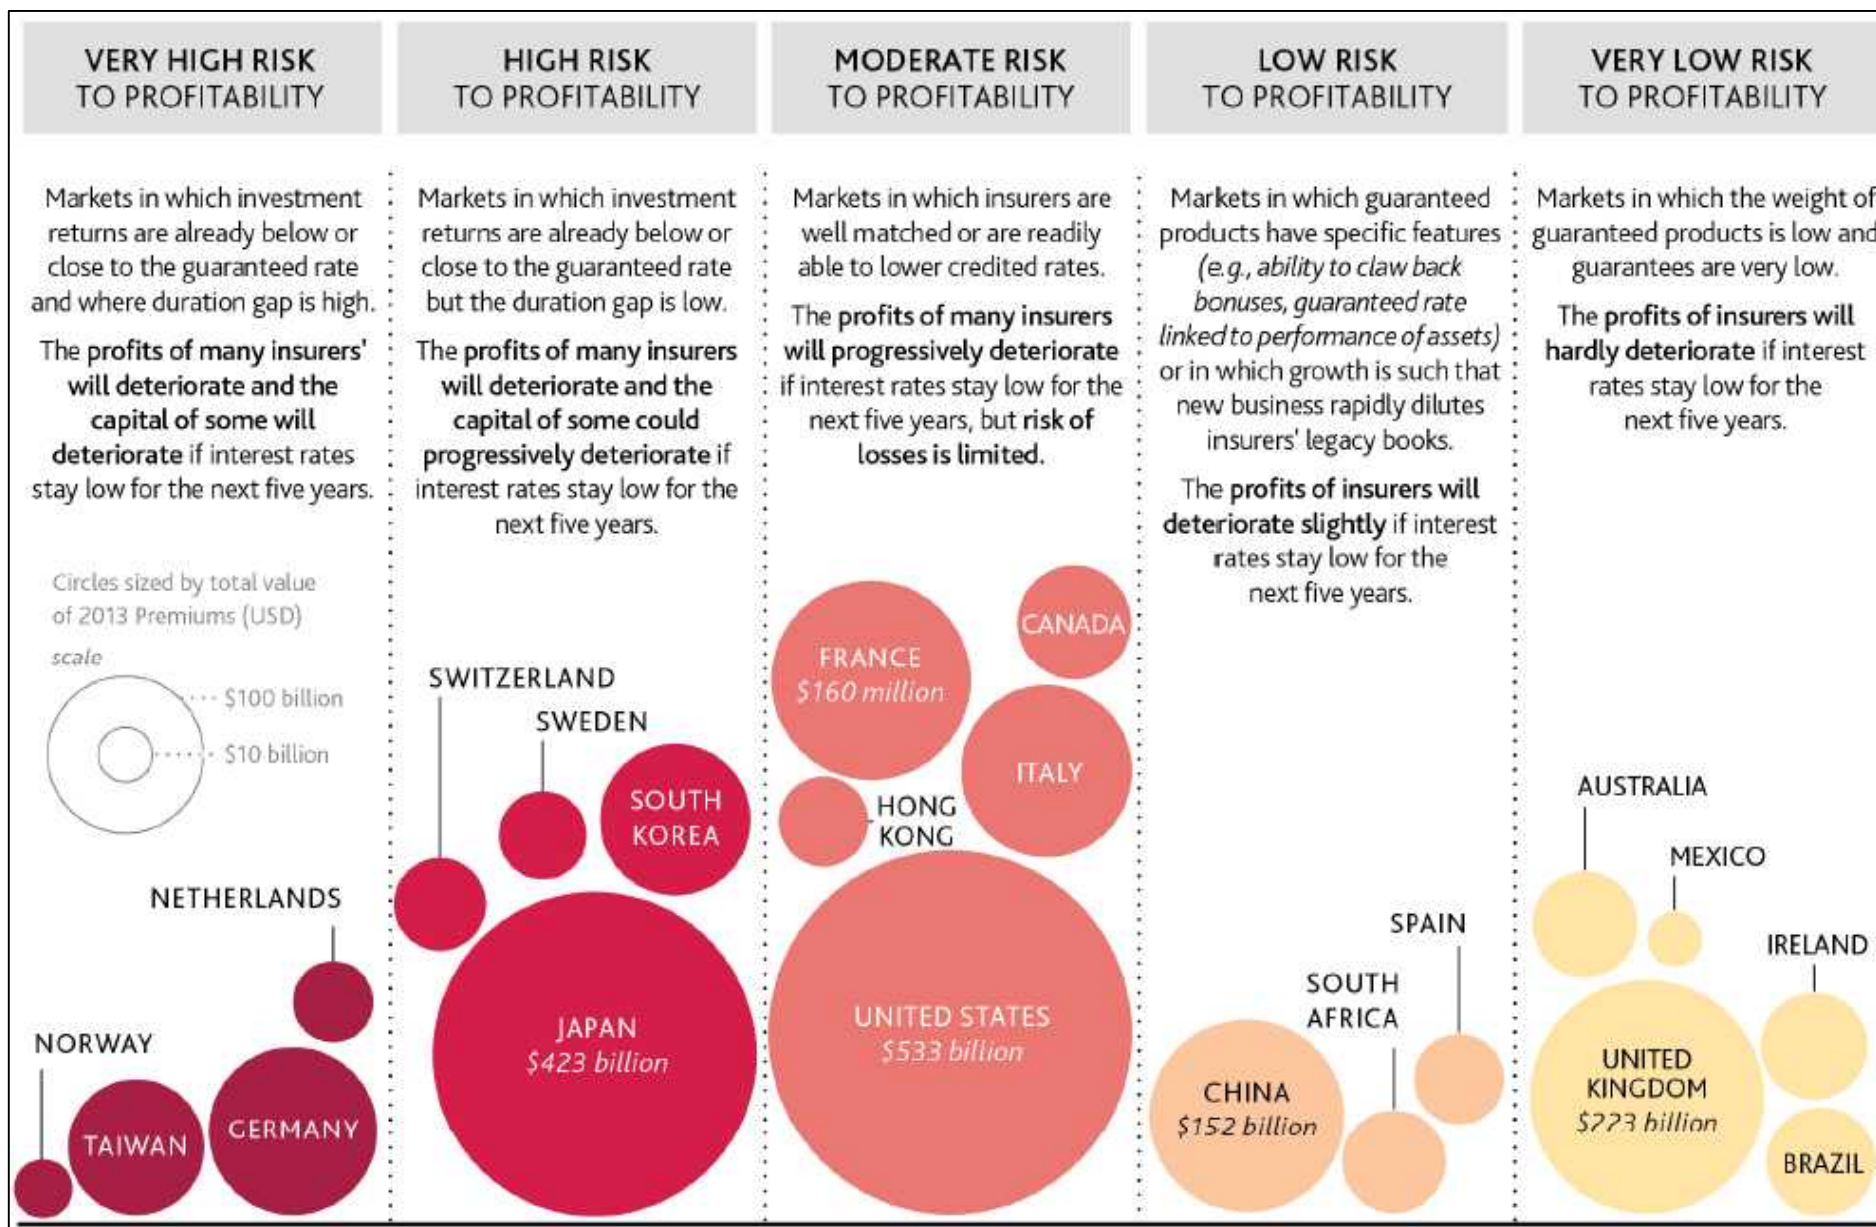 VERY HIGH RISK
TO PROFITABILITY
Markets in which investment
returns are already below or
close to the guaranteed rate
and where duration gap is high.
The profits of many insurers'
will deteriorate and the
capital of some will
deteriorate if interest rates
stay low for the next five years.
Circles sized by total value
of 2013 Premiums (USD)
scale
$100 billion
$10 billion
NETHERLANDS
NORWAY
TAIWAN
GERMANY
HIGH RISK
TO PROFITABILITY
Markets in which investment
returns are already below or
close to the guaranteed rate
but the duration gap is low.
The profits of many insurers
will deteriorate and the
capital of some could
progressively deteriorate if
interest rates stay low for the
next five years.
SWITZERLAND
SWEDEN
SOUTH
KOREA
JAPAN
$423 billion
MODERATE RISK
TO PROFITABILITY
Markets in which insurers are
well matched or are readily
able to lower credited rates.
The profits of many insurers
will progressively deteriorate
if interest rates stay low for the
next five years, but risk of
losses is limited.
CANADA
FRANCE
$160 million
ITALY
HONG
KONG
UNITED STATES
$533 billion
LOW RISK
TO PROFITABILITY
Markets in which guaranteed
products have specific features
(e.g., ability to claw back
bonuses, guaranteed rate
linked to performance of assets)
or in which growth is such that
new business rapidly dilutes
insurers' legacy books.
The profits of insurers will
deteriorate slightly if interest
rates stay low for the
next five years.
SPAIN
SOUTH
AFRICA
CHINA
$152 billion
VERY LOW RISK
TO PROFITABILITY
Markets in which the weight of
guaranteed products is low and
guarantees are very low.
The profits of insurers will
hardly deteriorate if interest
rates stay low for the
next five years.
AUSTRALIA
MEXICO
IRELAND
UNITED
KINGDOM
$223 billion
BRAZIL